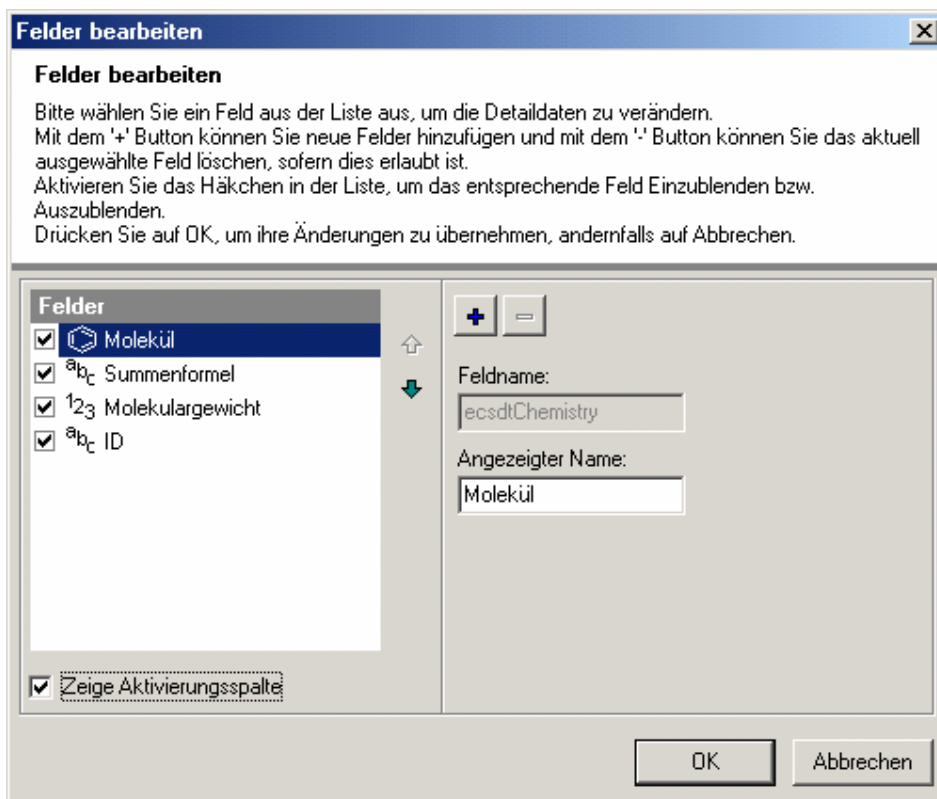 Felder bearbeiten
Felder bearbeiten
Bitte wählen Sie ein Feld aus der Liste aus, um die Detaildaten zu verändern.
Mit dem '+' Button können Sie neue Felder hinzufügen und mit dem '-' Button können Sie das aktuell
ausgewählte Feld löschen, sofern dies erlaubt ist.
Aktivieren Sie das Häkchen in der Liste, um das entsprechende Feld Einzublenden bzw.
Auszublenden.
Drücken Sie auf OK, um ihre Änderungen zu übernehmen, andernfalls auf Abbrechen.
Felder
Molekül
abc Summenformel
123 Molekulargewicht
abc ID
Zeige Aktivierungsspalte
Feldname:
ecsdtChemistry
Angezeigter Name:
Molekül
OK
Abbrechen